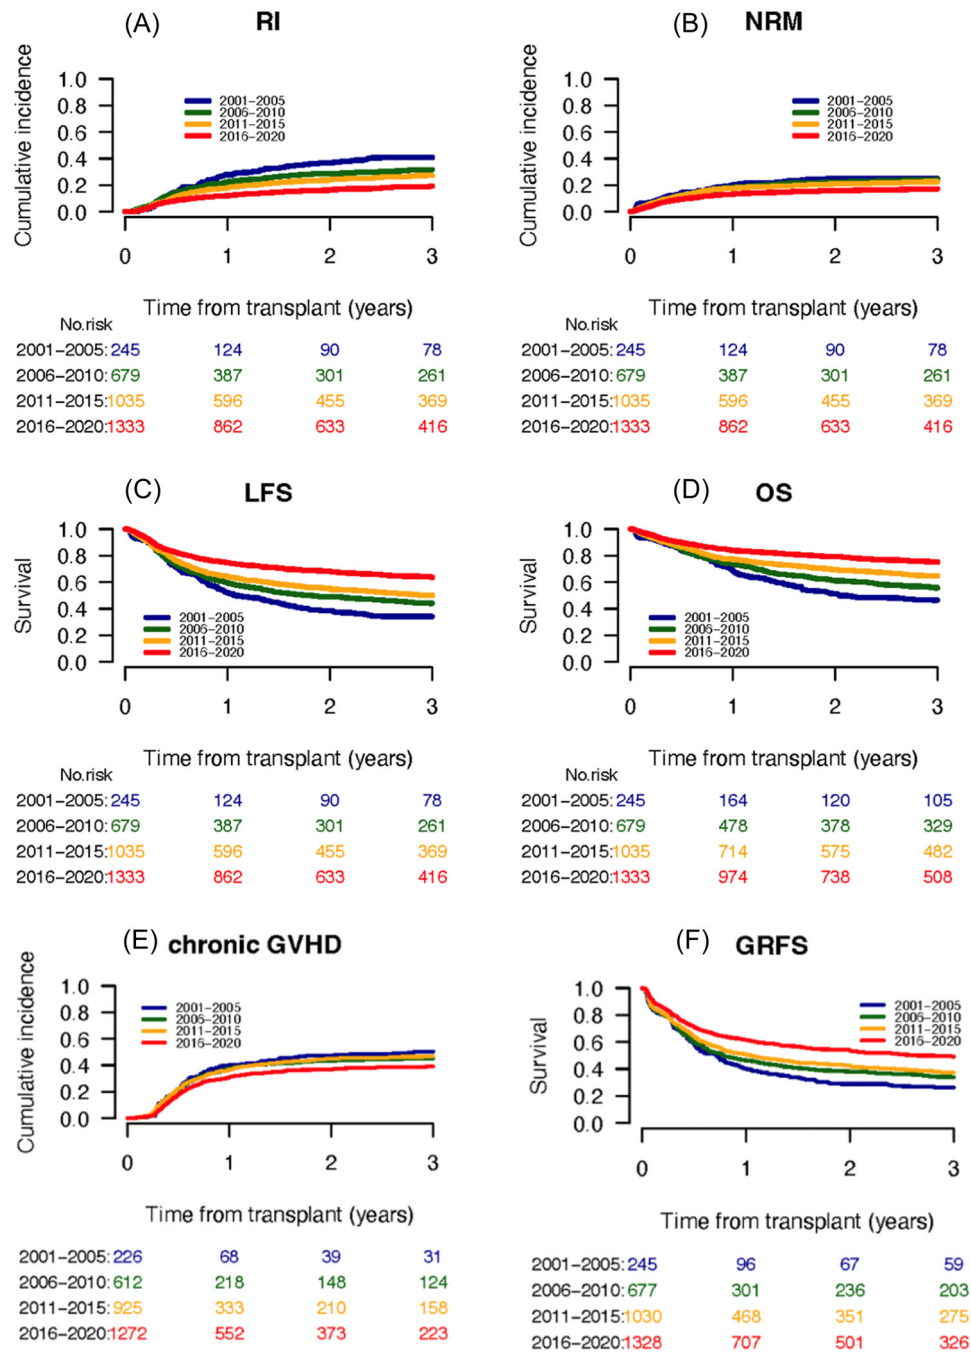 (A) RI
Cumulative incidence
1.0
0.8
0.6
0.4
0.2
0.0
2001–2005
2006–2010
2011–2015
2016–2020
0 1 2 3
Time from transplant (years)
No.risk
2001–2005: 245 124 90 78
2006–2010: 679 387 301 261
2011–2015: 1035 596 455 369
2016–2020: 1333 862 633 416
(B) NRM
Cumulative incidence
1.0
0.8
0.6
0.4
0.2
0.0
2001–2005
2006–2010
2011–2015
2016–2020
0 1 2 3
Time from transplant (years)
No.risk
2001–2005: 245 124 90 78
2006–2010: 679 387 301 261
2011–2015: 1035 596 455 369
2016–2020: 1333 862 633 416
(C) LFS
Survival
1.0
0.8
0.6
0.4
0.2
0.0
2001–2005
2006–2010
2011–2015
2016–2020
0 1 2 3
Time from transplant (years)
No.risk
2001–2005: 245 124 90 78
2006–2010: 679 387 301 261
2011–2015: 1035 596 455 369
2016–2020: 1333 862 633 416
(D) OS
Survival
1.0
0.8
0.6
0.4
0.2
0.0
2001–2005
2006–2010
2011–2015
2016–2020
0 1 2 3
Time from transplant (years)
No.risk
2001–2005: 245 164 120 105
2006–2010: 679 478 378 329
2011–2015: 1035 714 575 482
2016–2020: 1333 974 738 508
(E) chronic GVHD
Cumulative incidence
1.0
0.8
0.6
0.4
0.2
0.0
2001–2005
2006–2010
2011–2015
2016–2020
0 1 2 3
Time from transplant (years)
2001–2005: 226 68 39 31
2006–2010: 612 218 148 124
2011–2015: 925 333 210 158
2016–2020: 1272 552 373 223
(F) GRFS
Survival
1.0
0.8
0.6
0.4
0.2
0.0
2001–2005
2006–2010
2011–2015
2016–2020
0 1 2 3
Time from transplant (years)
2001–2005: 245 96 67 59
2006–2010: 677 301 236 203
2011–2015: 1030 468 351 275
2016–2020: 1328 707 501 326